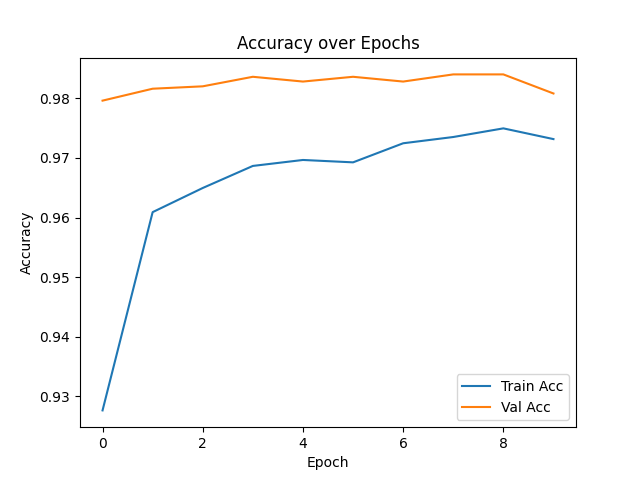 Accuracy over Epochs
Accuracy
0.98
0.97
0.96
0.95
0.94
0.93
0 2 4 6 8
Epoch
Train Acc
Val Acc